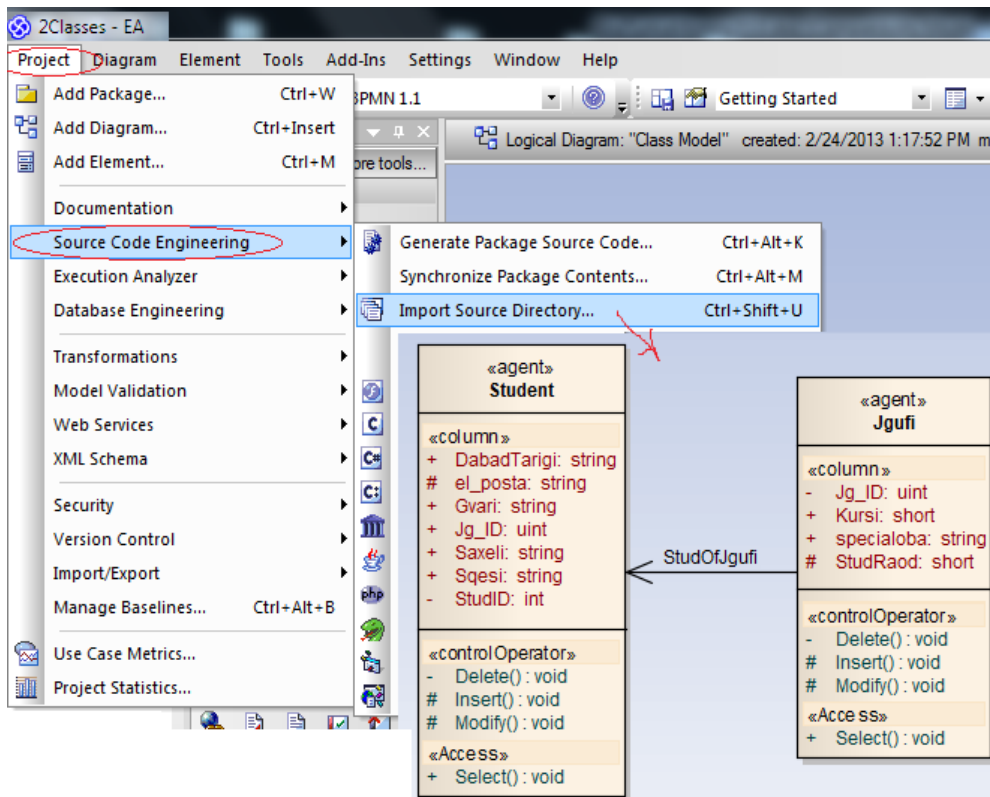 2Classes - EA
Project Diagram Element Tools Add-Ins Settings Window Help
Add Package... Ctrl+W
BPMN 1.1
Getting Started
Add Diagram... Ctrl+Insert
Logical Diagram: "Class Model" created: 2/24/2013 1:17:52 PM m
Add Element... Ctrl+M
ore tools...
Documentation
Source Code Engineering
Generate Package Source Code... Ctrl+Alt+K
Execution Analyzer
Synchronize Package Contents... Ctrl+Alt+M
Database Engineering
Import Source Directory... Ctrl+Shift+U
Transformations
Model Validation
Web Services
XML Schema
Security
Version Control
Import/Export
Manage Baselines... Ctrl+Alt+B
Use Case Metrics...
Project Statistics...
C
C#
php
«agent»
Student
«column»
+ DabadTarigi: string
# el_posta: string
+ Gvari: string
+ Jg_ID: uint
+ Saxeli: string
+ Sqesi: string
- StudID: int
«controlOperator»
- Delete() : void
# Insert() : void
# Modify() : void
«Access»
+ Select() : void
StudOfJgufi
«agent»
Jgufi
«column»
- Jg_ID: uint
+ Kursi: short
+ specialoba: string
# StudRaod: short
«controlOperator»
- Delete() : void
# Insert() : void
# Modify() : void
«Access»
+ Select() : void